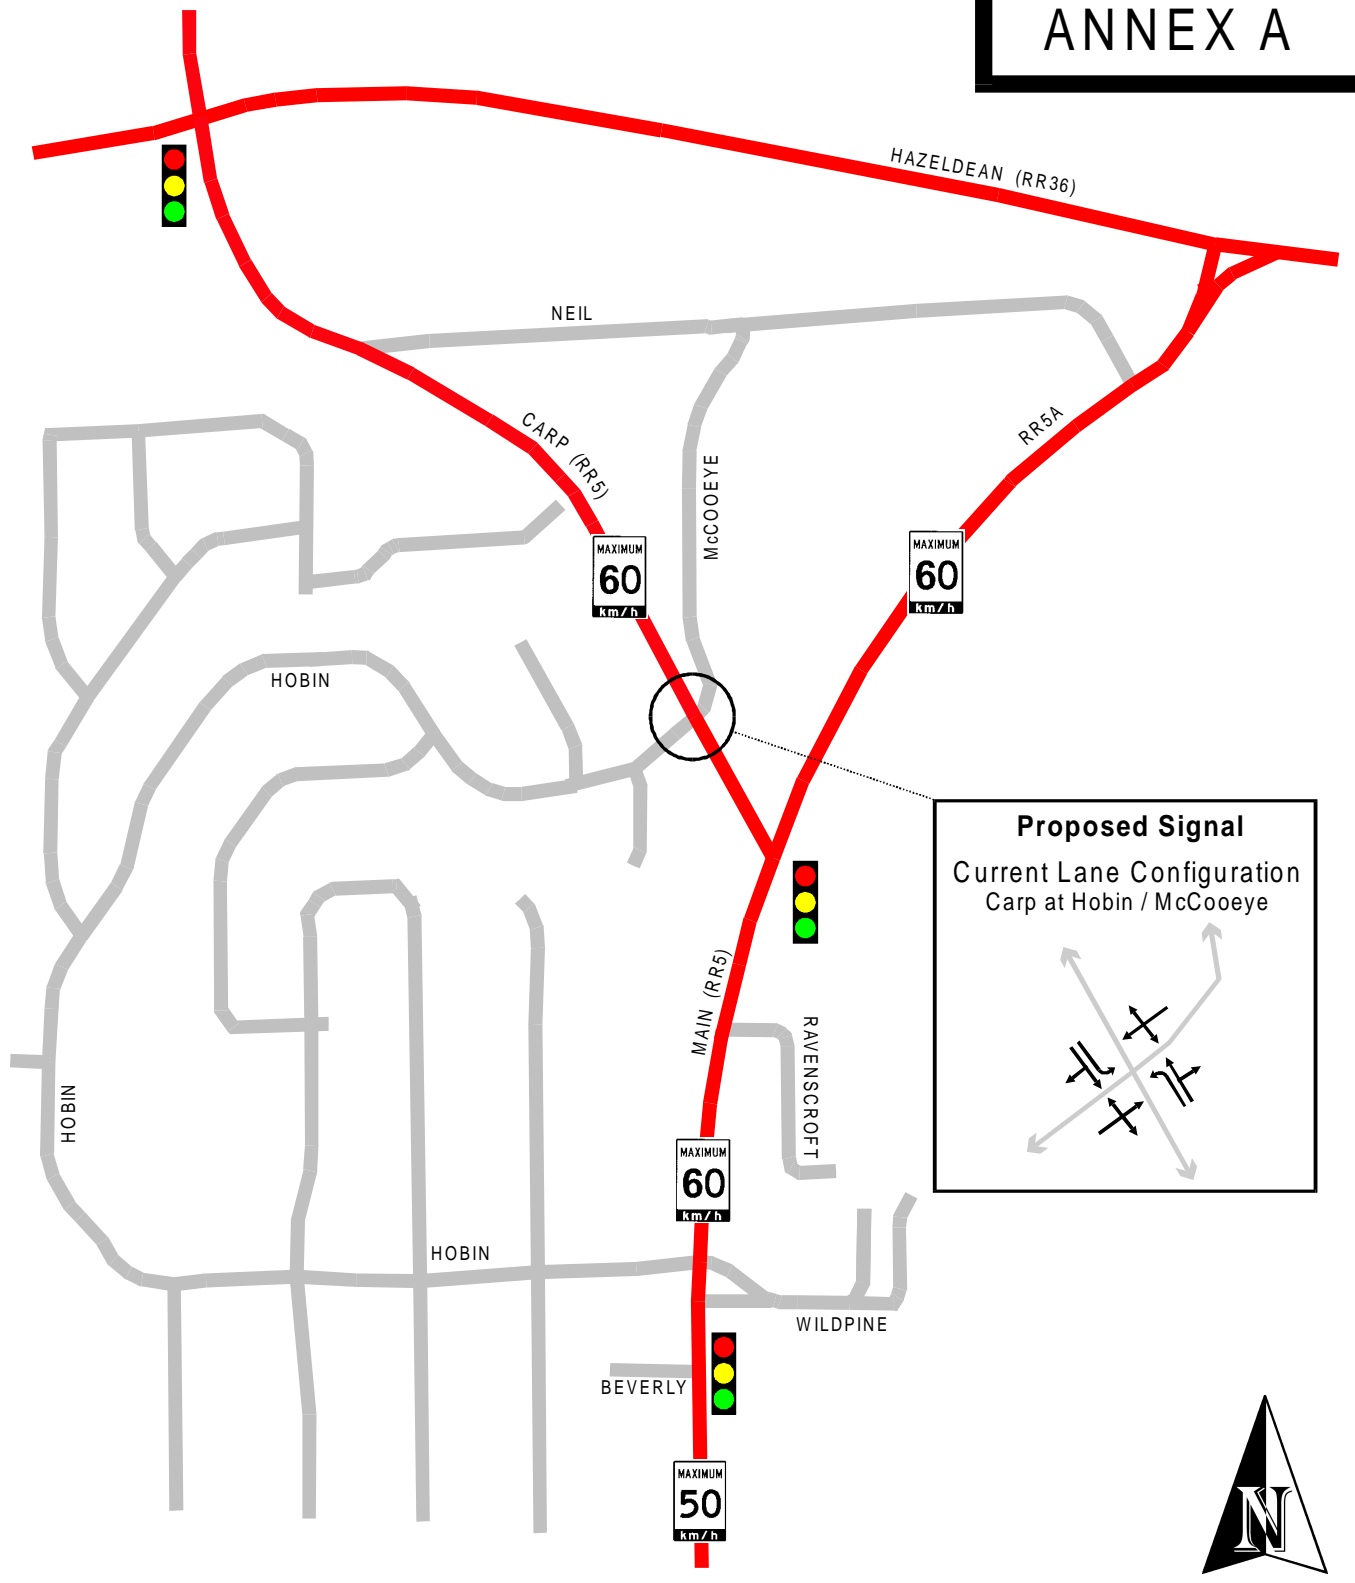 ANNEX A
HAZELDEAN (RR36)
NEIL
CARP (RR5)
RR5A
McCOOEYE
MAXIMUM
60
km/h
MAXIMUM
60
km/h
HOBIN
Proposed Signal
Current Lane Configuration
Carp at Hobin / McCooeye
MAIN (RR5)
RAVENSCROFT
HOBIN
MAXIMUM
60
km/h
HOBIN
WILDPINE
BEVERLY
MAXIMUM
50
km/h
N